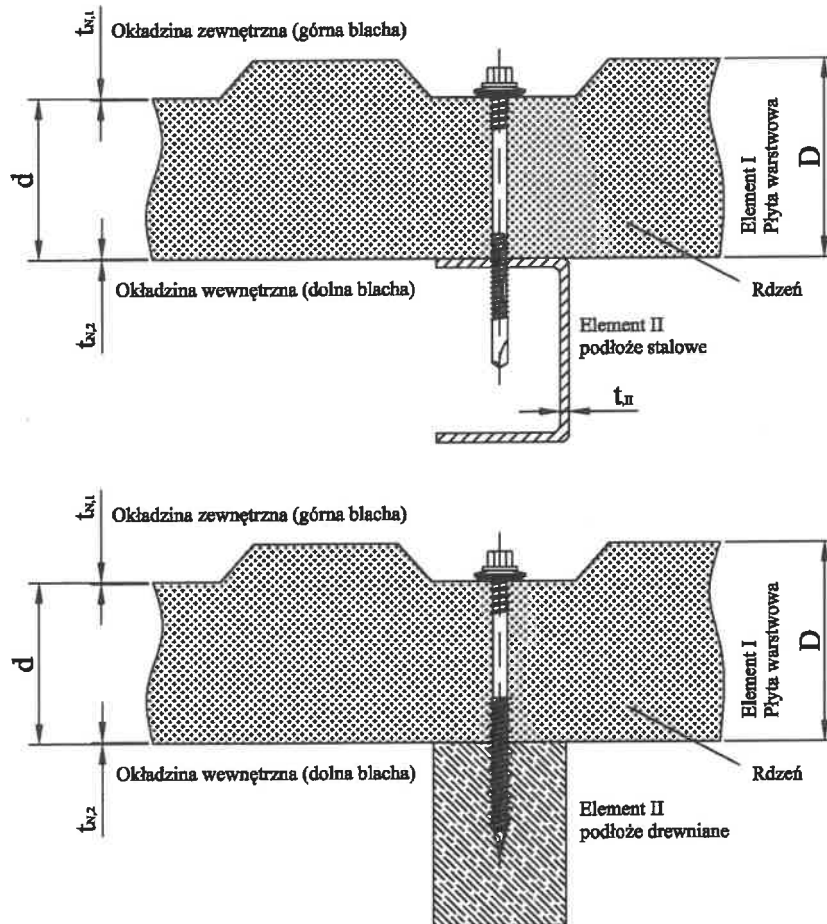 t_N,1
Okładzina zewnętrzna (górna blacha)
d
Element I
Płyta warstwowa
D
Okładzina wewnętrzna (dolna blacha)
Rdzeń
t_N,2
Element II
podłoże stalowe
t,_II
t_N,1
Okładzina zewnętrzna (górna blacha)
d
Element I
Płyta warstwowa
D
Okładzina wewnętrzna (dolna blacha)
Rdzeń
t_N,2
Element II
podłoże drewniane